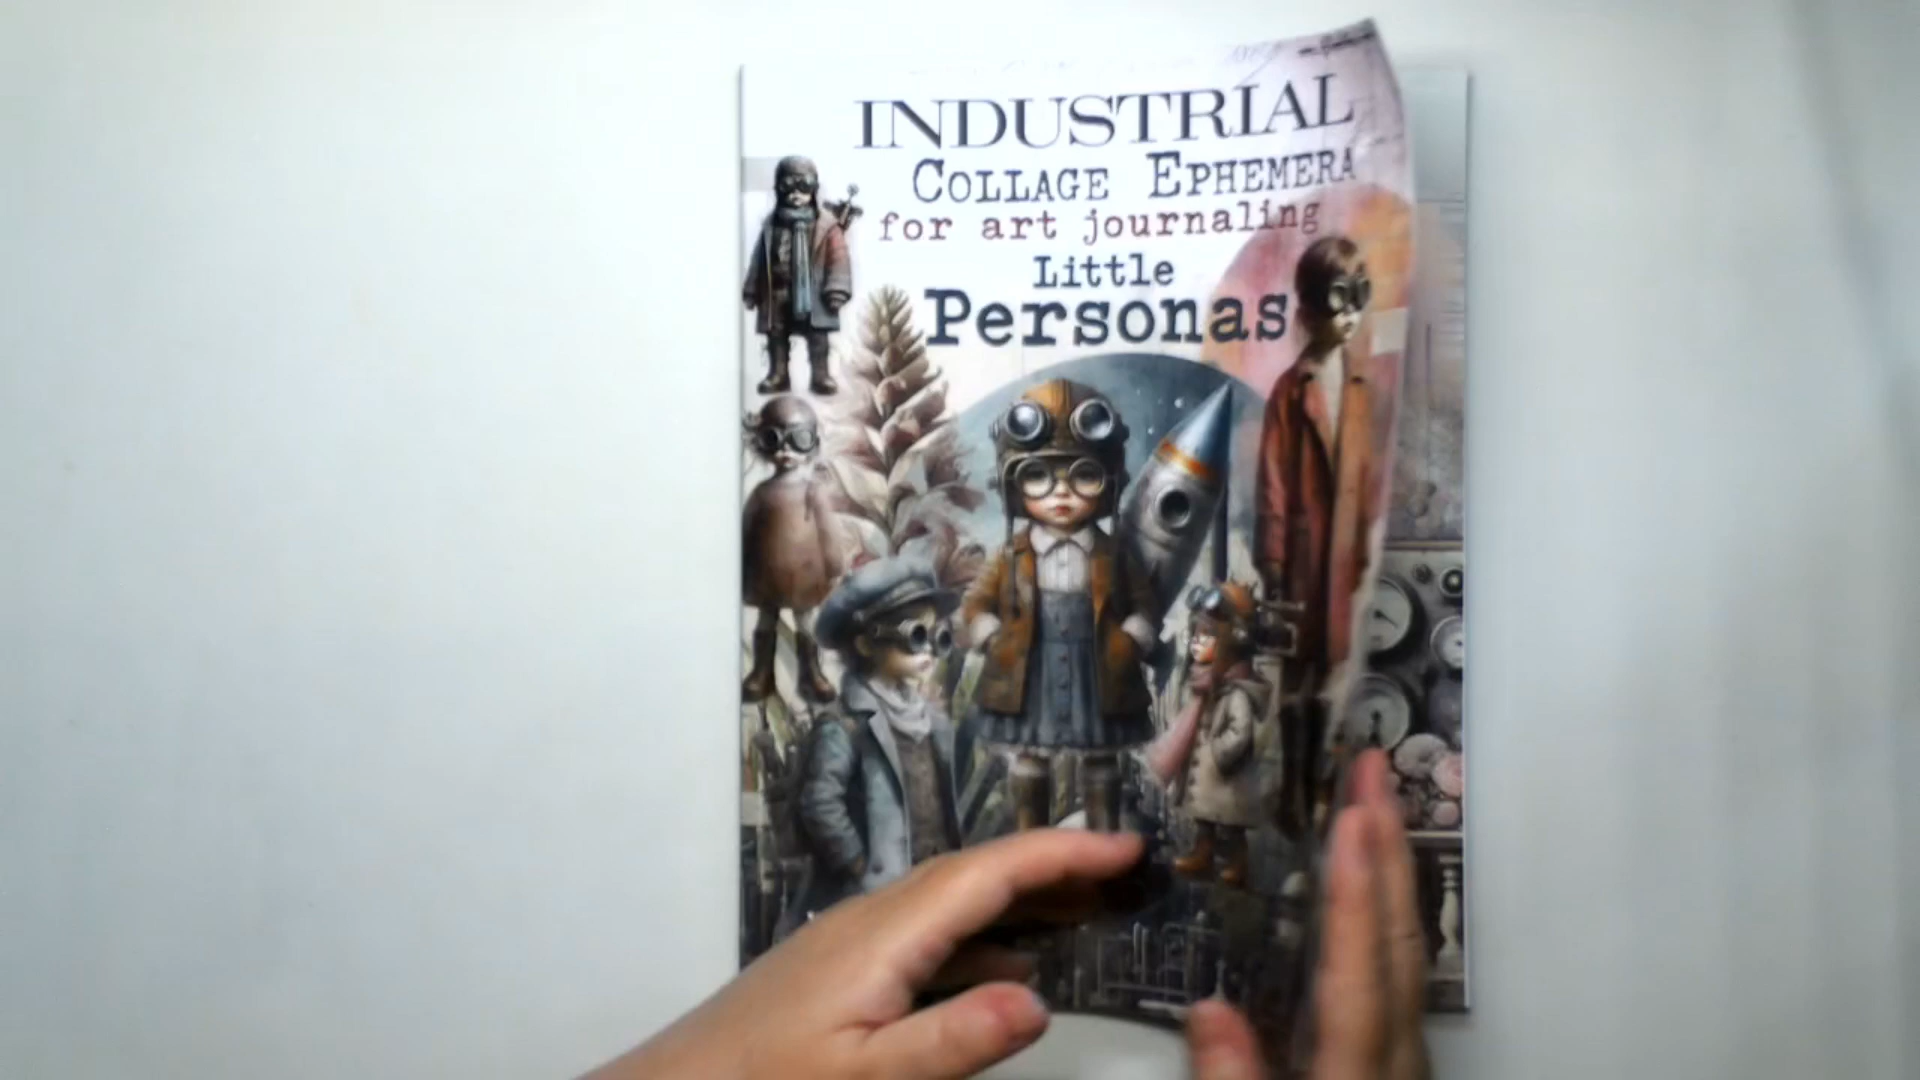 INDUSTRIAL
COLLAGE EPHEMERA
for art journaling
Little
Personas